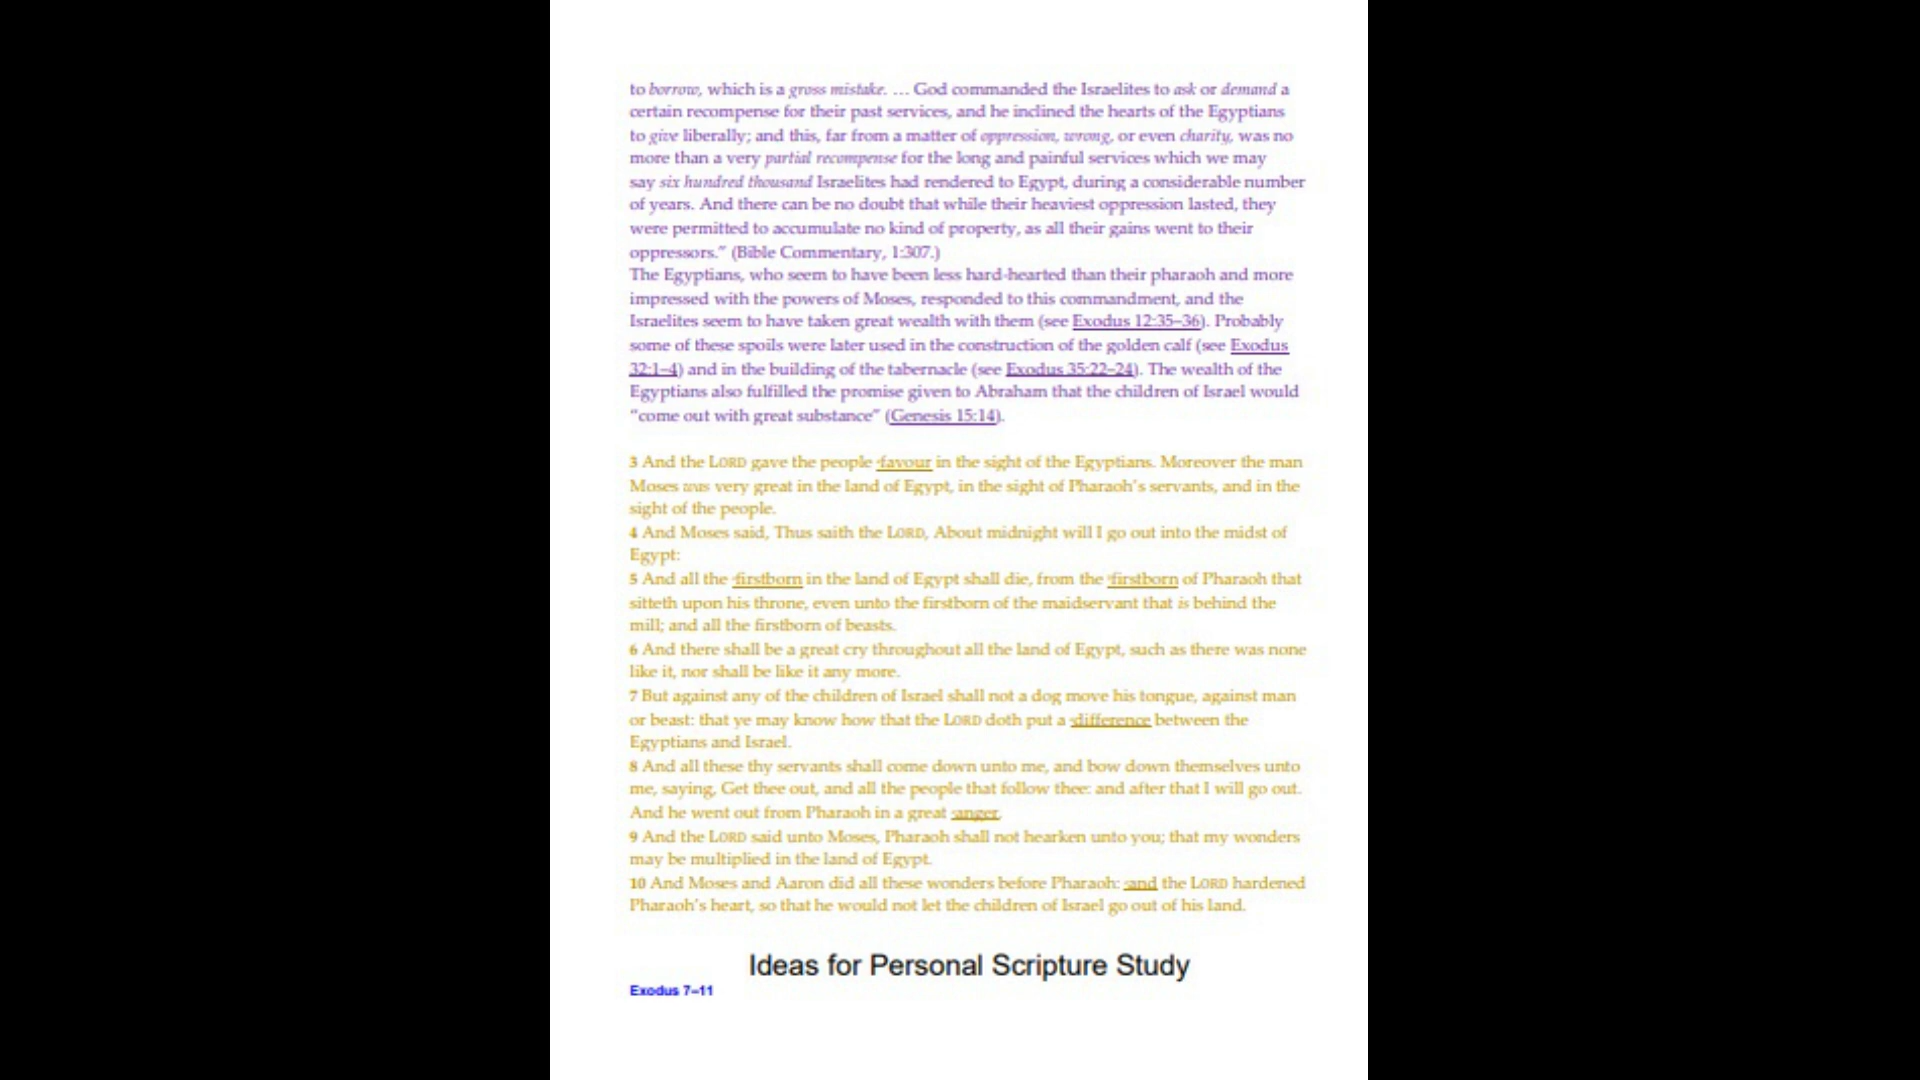 to borrow, which is a gross mistake. … God commanded the Israelites to ask or demand a
certain recompense for their past services, and he inclined the hearts of the Egyptians
to give liberally; and this, far from a matter of oppression, wrong, or even charity, was no
more than a very partial recompense for the long and painful services which we may
say six hundred thousand Israelites had rendered to Egypt, during a considerable number
of years. And there can be no doubt that while their heaviest oppression lasted, they
were permitted to accumulate no kind of property, as all their gains went to their
oppressors.” (Bible Commentary, 1:307.)
The Egyptians, who seem to have been less hard-hearted than their pharaoh and more
impressed with the powers of Moses, responded to this commandment, and the
Israelites seem to have taken great wealth with them (see Exodus 12:35–36). Probably
some of these spoils were later used in the construction of the golden calf (see Exodus
32:1–4) and in the building of the tabernacle (see Exodus 35:22–24). The wealth of the
Egyptians also fulfilled the promise given to Abraham that the children of Israel would
“come out with great substance” (Genesis 15:14).
3 And the LORD gave the people favour in the sight of the Egyptians. Moreover the man
Moses was very great in the land of Egypt, in the sight of Pharaoh’s servants, and in the
sight of the people.
4 And Moses said, Thus saith the LORD, About midnight will I go out into the midst of
Egypt:
5 And all the firstborn in the land of Egypt shall die, from the firstborn of Pharaoh that
sitteth upon his throne, even unto the firstborn of the maidservant that is behind the
mill; and all the firstborn of beasts.
6 And there shall be a great cry throughout all the land of Egypt, such as there was none
like it, nor shall be like it any more.
7 But against any of the children of Israel shall not a dog move his tongue, against man
or beast: that ye may know how that the LORD doth put a difference between the
Egyptians and Israel.
8 And all these thy servants shall come down unto me, and bow down themselves unto
me, saying, Get thee out, and all the people that follow thee: and after that I will go out.
And he went out from Pharaoh in a great anger.
9 And the LORD said unto Moses, Pharaoh shall not hearken unto you; that my wonders
may be multiplied in the land of Egypt.
10 And Moses and Aaron did all these wonders before Pharaoh: and the LORD hardened
Pharaoh’s heart, so that he would not let the children of Israel go out of his land.
Ideas for Personal Scripture Study
Exodus 7–11